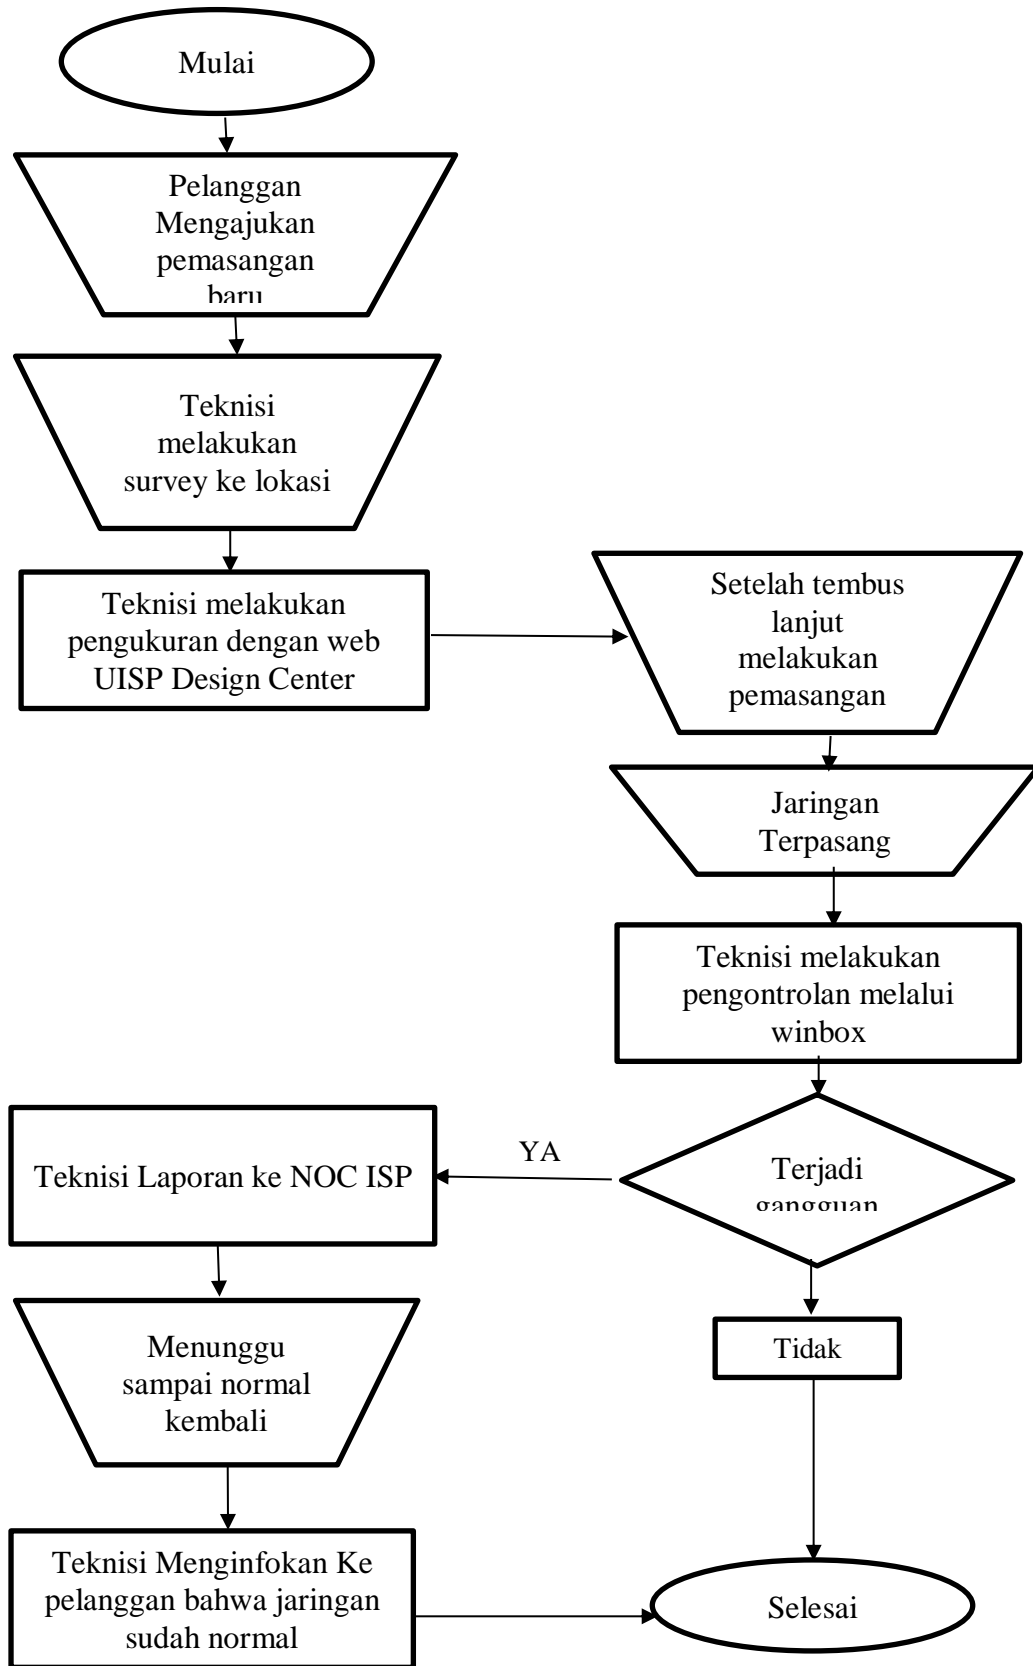 Mulai
Pelanggan
Mengajukan
pemasangan
baru
Teknisi
melakukan
survey ke lokasi
Teknisi melakukan
pengukuran dengan web
UISP Design Center
Setelah tembus
lanjut
melakukan
pemasangan
Jaringan
Terpasang
Teknisi melakukan
pengontrolan melalui
winbox
Terjadi
gangguan
YA
Teknisi Laporan ke NOC ISP
Tidak
Menunggu
sampai normal
kembali
Teknisi Menginfokan Ke
pelanggan bahwa jaringan
sudah normal
Selesai